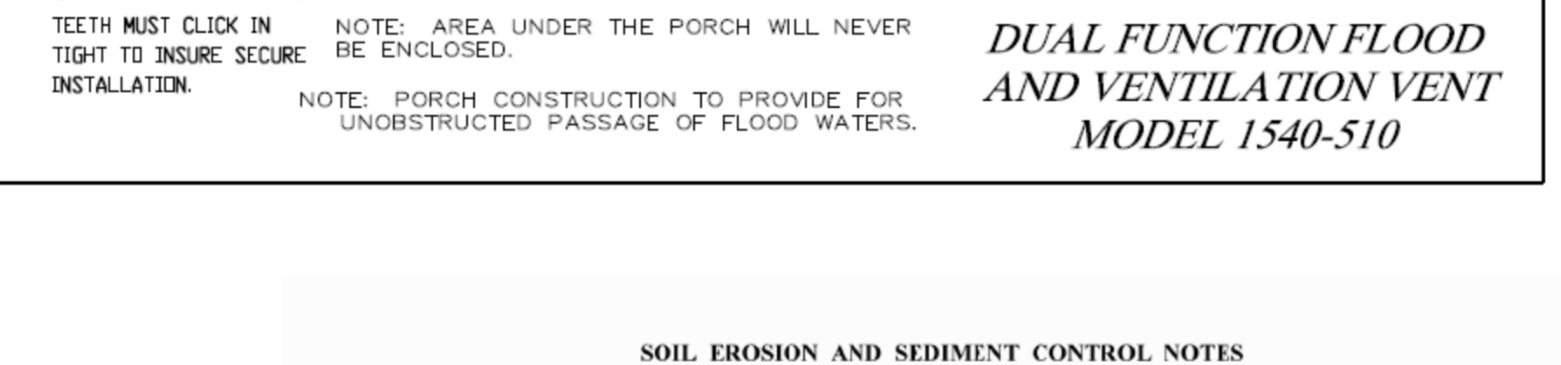 TEETH MUST CLICK IN
TIGHT TO INSURE SECURE
INSTALLATION.
NOTE: AREA UNDER THE PORCH WILL NEVER
BE ENCLOSED.
NOTE: PORCH CONSTRUCTION TO PROVIDE FOR
UNOBSTRUCTED PASSAGE OF FLOOD WATERS.
DUAL FUNCTION FLOOD
AND VENTILATION VENT
MODEL 1540-510
SOIL EROSION AND SEDIMENT CONTROL NOTES